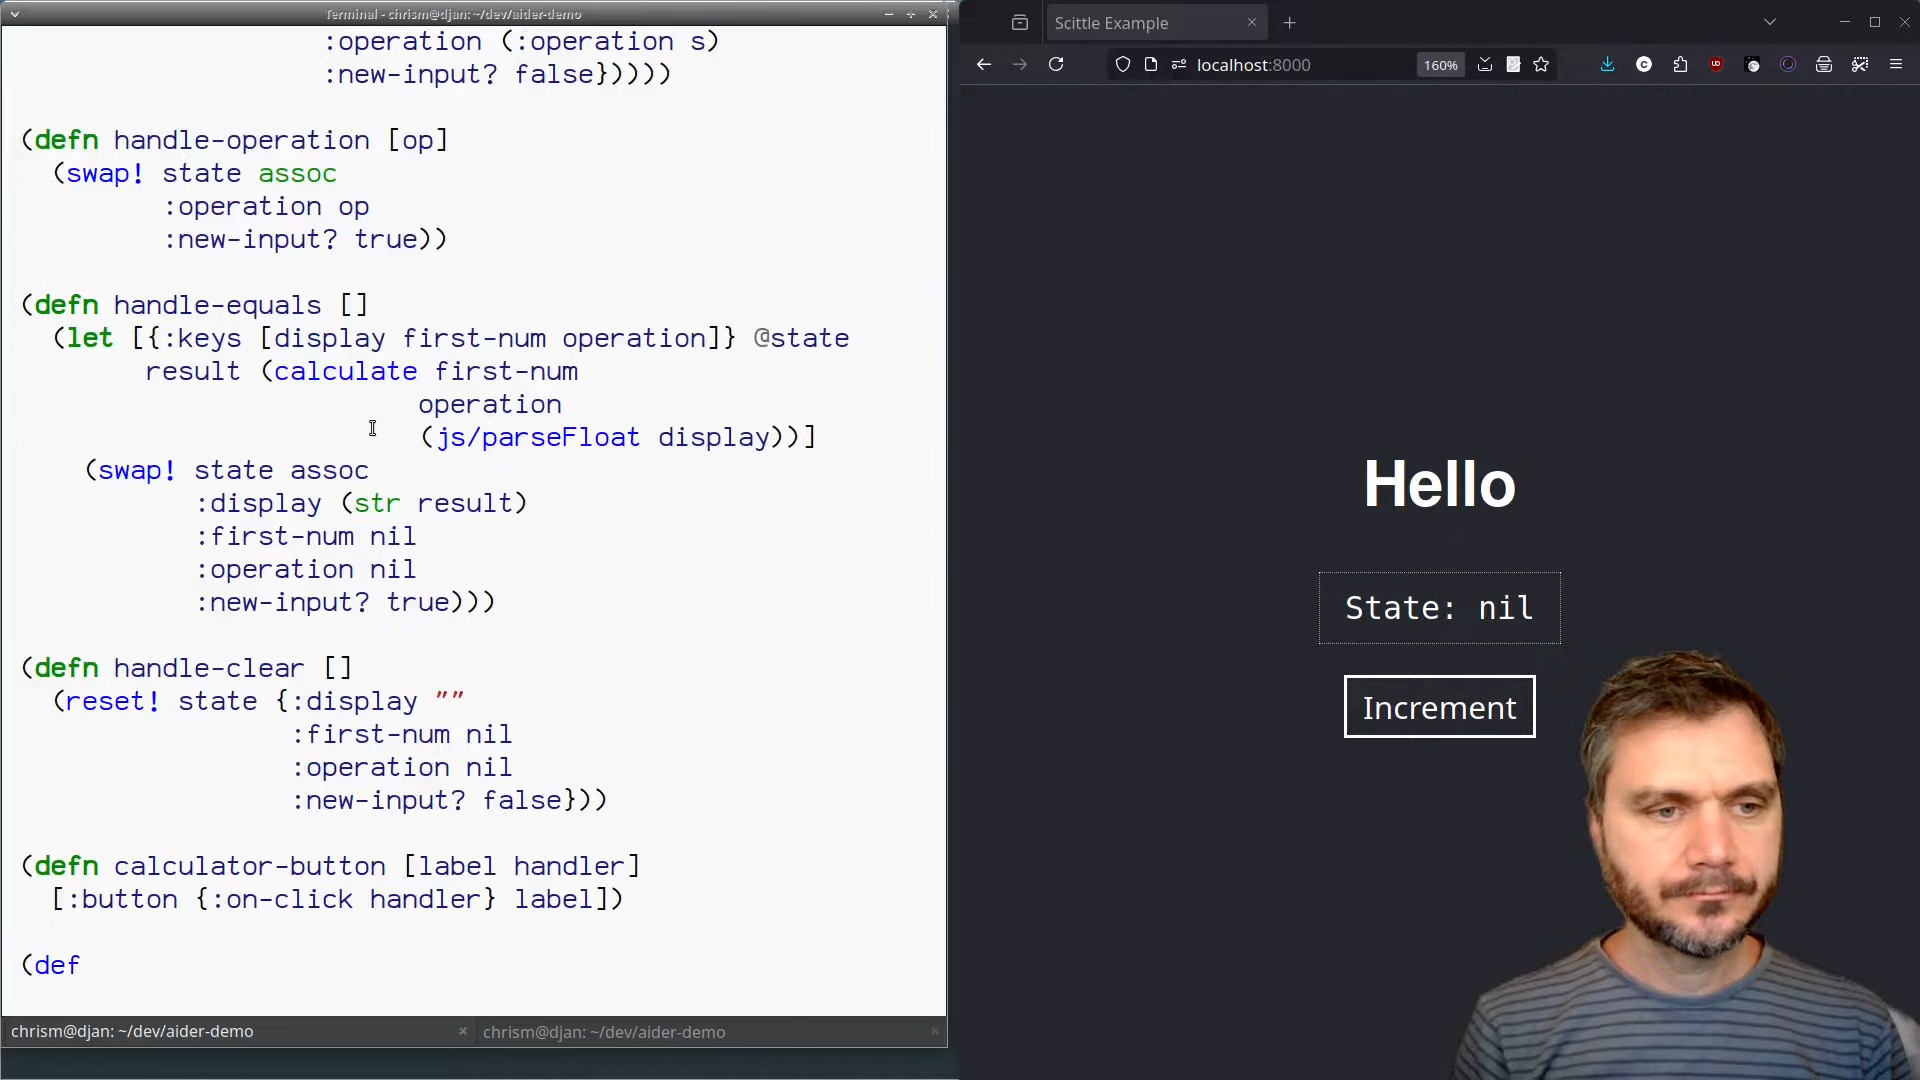 Terminal - chrism@djan: ~/dev/aider-demo
:operation (:operation s)
:new-input? false})))))
(defn handle-operation [op]
(swap! state assoc
:operation op
:new-input? true))
(defn handle-equals []
(let [{:keys [display first-num operation]} @state
result (calculate first-num
operation
(js/parseFloat display))]
(swap! state assoc
:display (str result)
:first-num nil
:operation nil
:new-input? true)))
(defn handle-clear []
(reset! state {:display ""
:first-num nil
:operation nil
:new-input? false}))
(defn calculator-button [label handler]
[:button {:on-click handler} label])
(def
chrism@djan: ~/dev/aider-demo
chrism@djan: ~/dev/aider-demo
Scittle Example
localhost:8000
160%
Hello
State: nil
Increment